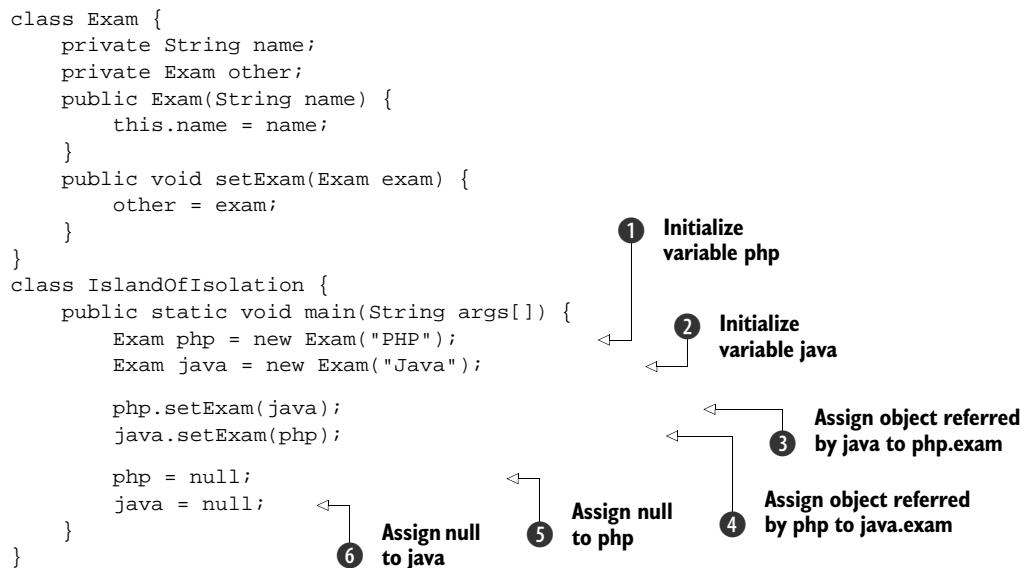 class Exam {
    private String name;
    private Exam other;
    public Exam(String name) {
        this.name = name;
    }
    public void setExam(Exam exam) {
        other = exam;
    }
}
class IslandOfIsolation {
    public static void main(String args[]) {
        Exam php = new Exam("PHP");
        Exam java = new Exam("Java");
        php.setExam(java);
        java.setExam(php);
        php = null;
        java = null;
    }
}
1 Initialize
variable php
2 Initialize
variable java
3 Assign object referred
by java to php.exam
4 Assign object referred
by php to java.exam
5 Assign null
to php
6 Assign null
to java